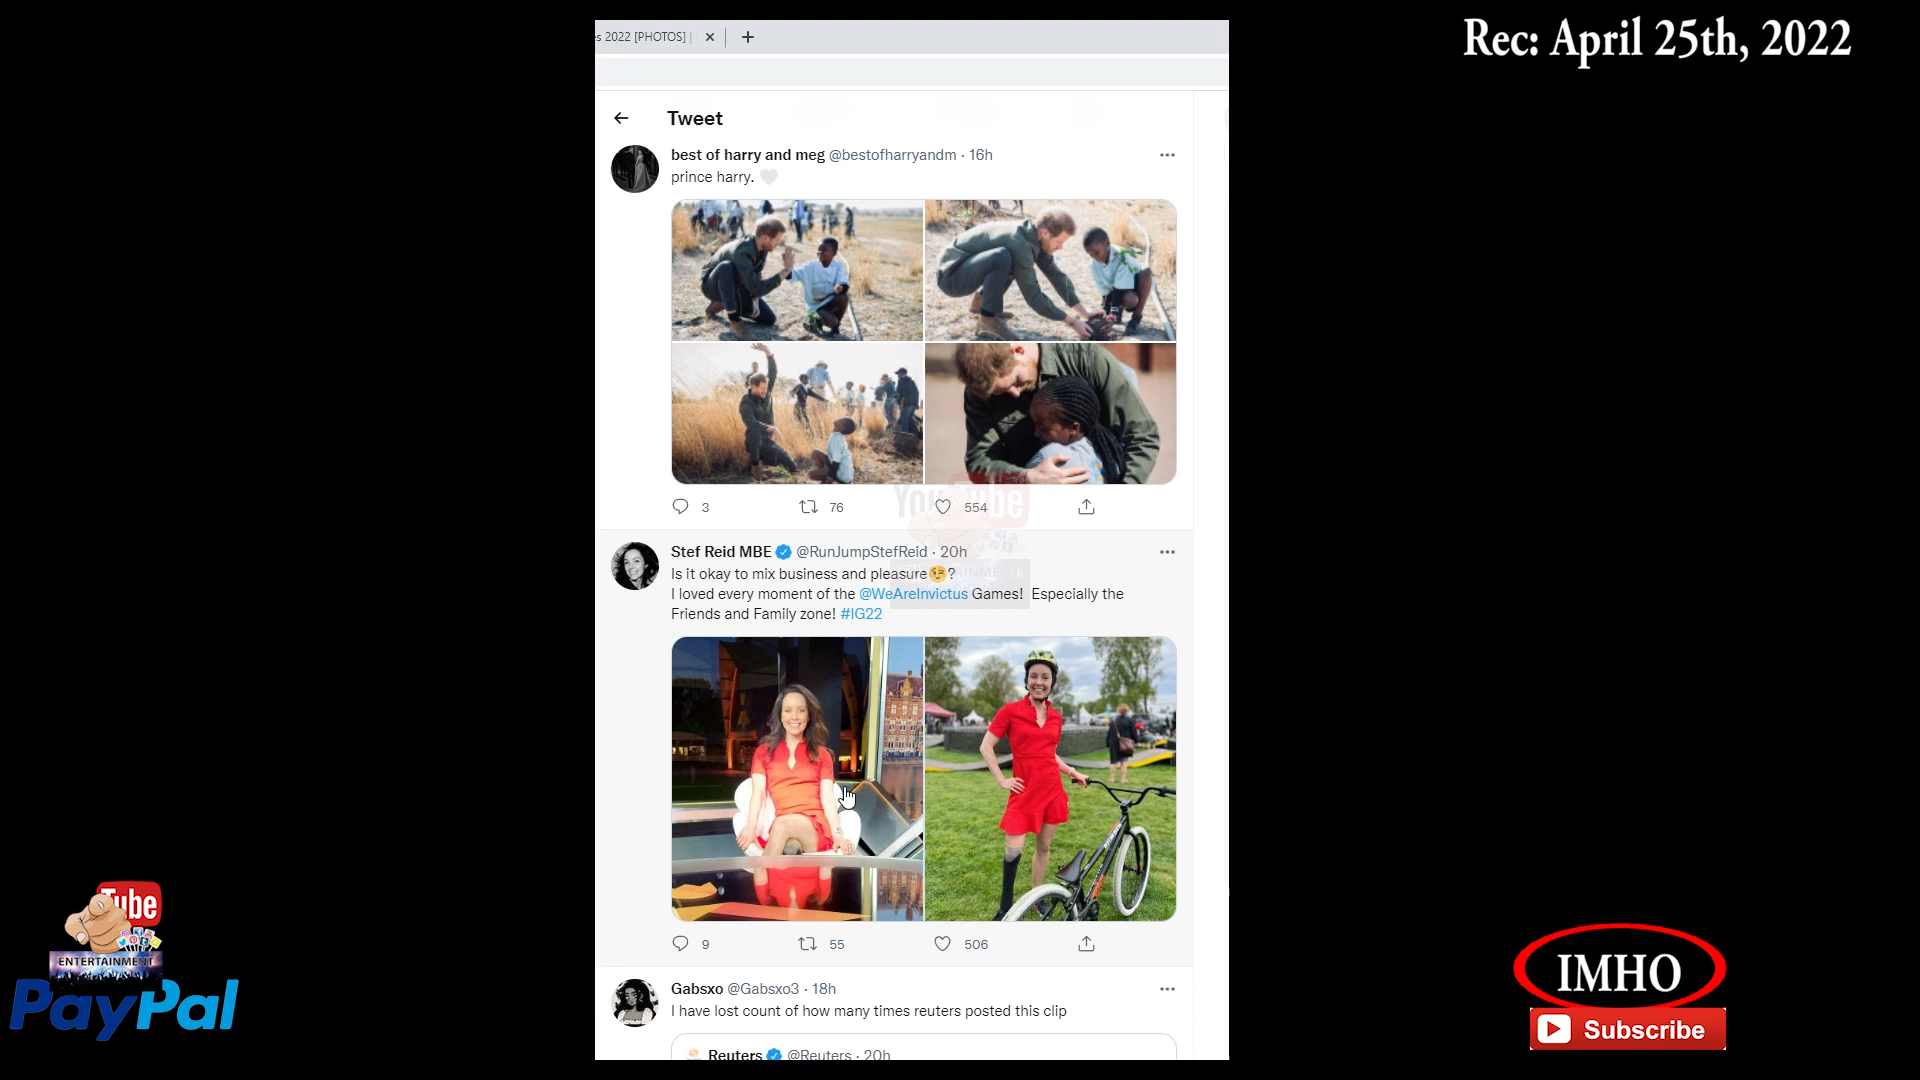 s 2022 [PHOTOS] |
Rec: April 25th, 2022
Tweet
best of harry and meg @bestofharryandm · 16h
prince harry.
3 76 554
YouTube
Stef Reid MBE @RunJumpStefReid · 20h
Is it okay to mix business and pleasure😉?
I loved every moment of the @WeAreInvictus Games! Especially the
Friends and Family zone! #IG22
9 55 506
Gabsxo @Gabsxo3 · 18h
I have lost count of how many times reuters posted this clip
Reuters @Reuters · 20h
Tube
ENTERTAINMENT
PayPal
IMHO
Subscribe